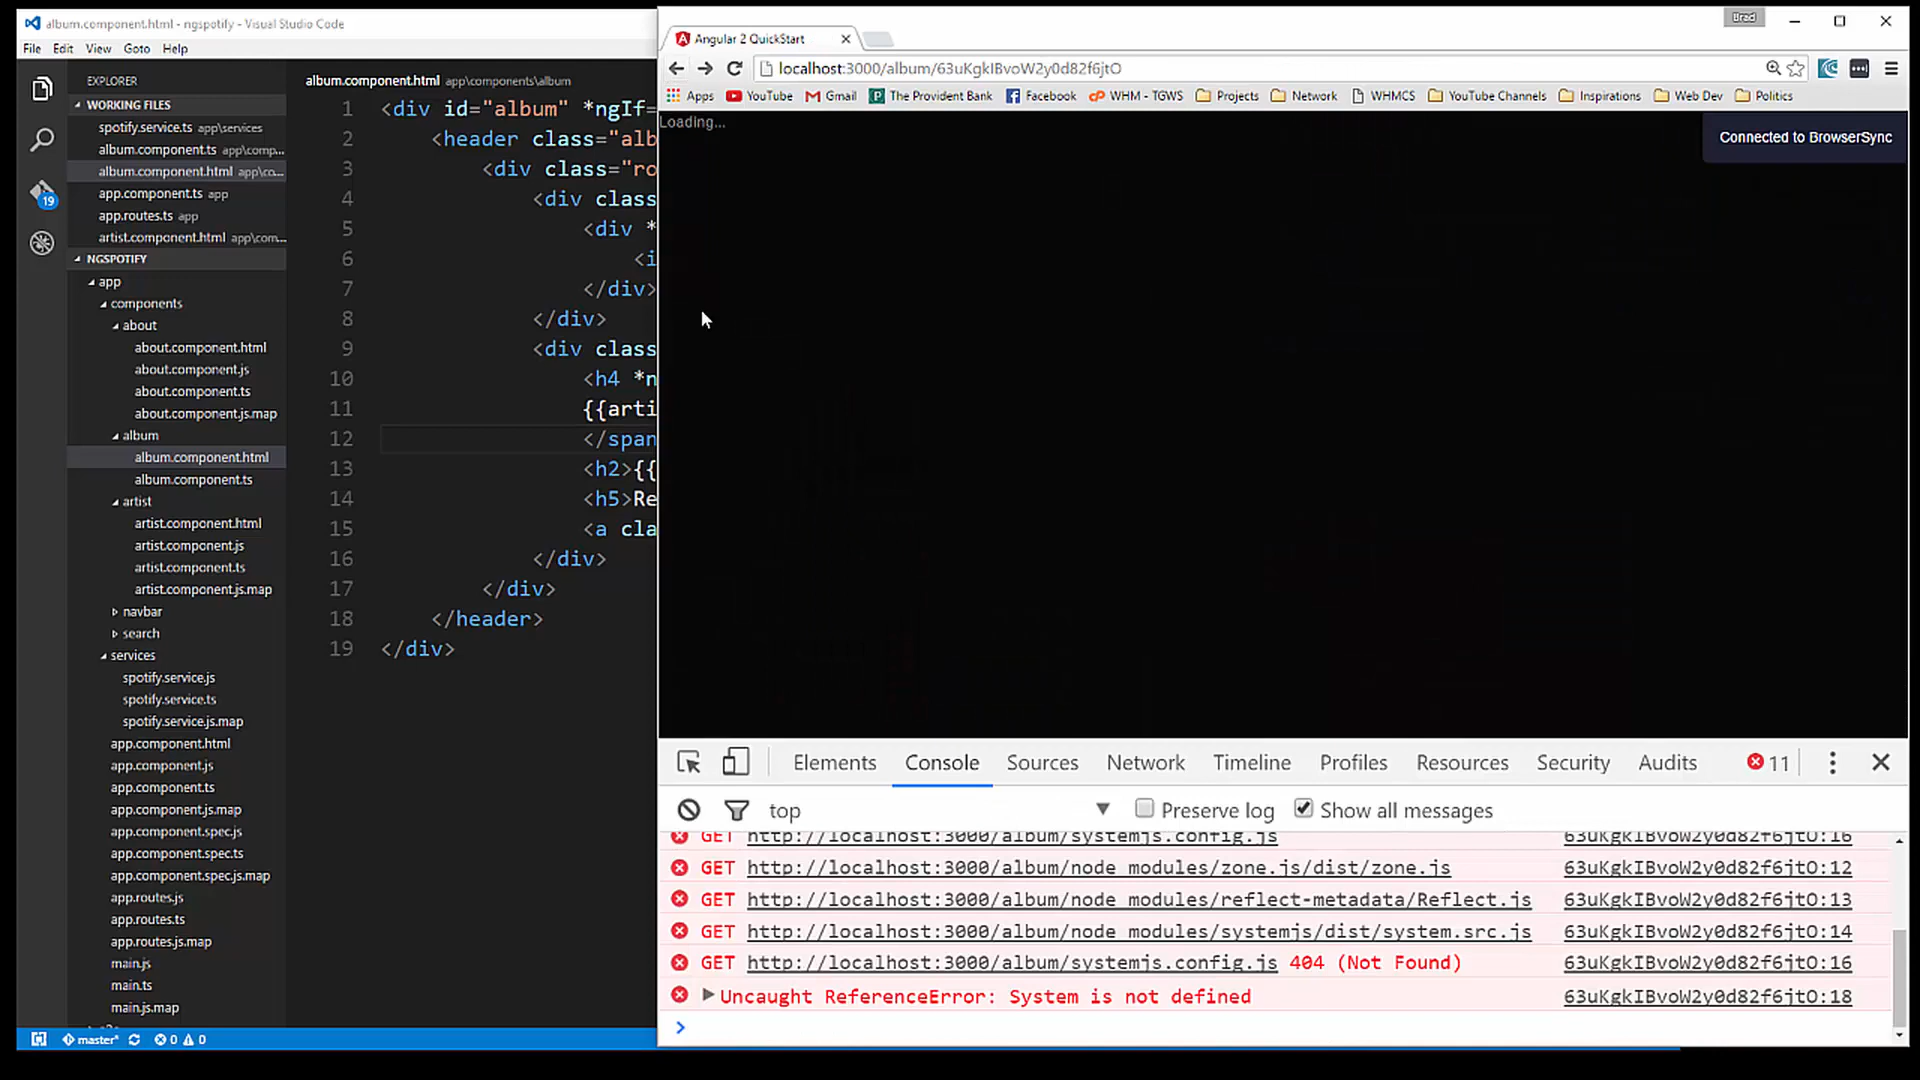 album.component.html - ngspotify - Visual Studio Code
File Edit View Goto Help
EXPLORER
WORKING FILES
spotify.service.ts app\services
album.component.ts app\comp...
album.component.html app\co...
app.component.ts app
app.routes.ts app
artist.component.html app\com...
NGSPOTIFY
app
components
about
about.component.html
about.component.js
about.component.ts
about.component.js.map
album
album.component.html
album.component.ts
artist
artist.component.html
artist.component.js
artist.component.ts
artist.component.js.map
navbar
search
services
spotify.service.js
spotify.service.ts
spotify.service.js.map
app.component.html
app.component.js
app.component.ts
app.component.js.map
app.component.spec.js
app.component.spec.ts
app.component.spec.js.map
app.routes.js
app.routes.ts
app.routes.js.map
main.js
main.ts
main.js.map
19
master* 0 0
album.component.html app\components\album
1 <div id="album" *ngIf=
2 <header class="alb
3 <div class="ro
4 <div class
5 <div *
6 <i
7 </div>
8 </div>
9 <div class
10 <h4 *n
11 {{arti
12 </span
13 <h2>{{
14 <h5>Re
15 <a cla
16 </div>
17 </div>
18 </header>
19 </div>
Brad
Angular 2 QuickStart
localhost:3000/album/63uKgkIBvoW2y0d82f6jtO
Apps YouTube Gmail The Provident Bank Facebook WHM - TGWS Projects Network WHMCS YouTube Channels Inspirations Web Dev Politics
Loading...
Connected to BrowserSync
Elements Console Sources Network Timeline Profiles Resources Security Audits 11
top Preserve log Show all messages
GET http://localhost:3000/album/systemjs.config.js 63uKgkIBvoW2y0d82f6jtO:16
GET http://localhost:3000/album/node_modules/zone.js/dist/zone.js 63uKgkIBvoW2y0d82f6jtO:12
GET http://localhost:3000/album/node_modules/reflect-metadata/Reflect.js 63uKgkIBvoW2y0d82f6jtO:13
GET http://localhost:3000/album/node_modules/systemjs/dist/system.src.js 63uKgkIBvoW2y0d82f6jtO:14
GET http://localhost:3000/album/systemjs.config.js 404 (Not Found) 63uKgkIBvoW2y0d82f6jtO:16
Uncaught ReferenceError: System is not defined 63uKgkIBvoW2y0d82f6jtO:18